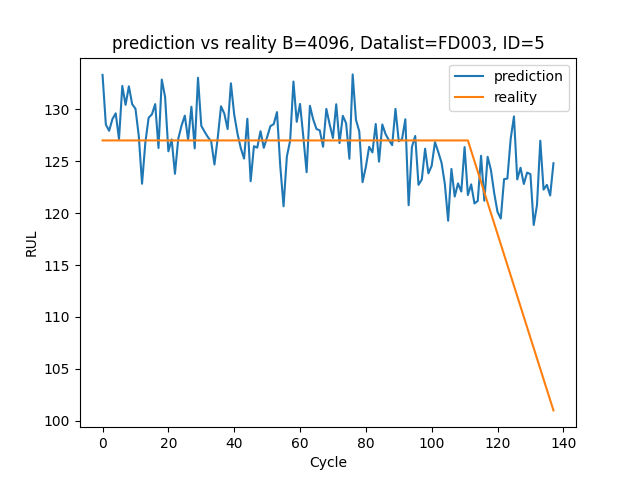 prediction vs reality B=4096, Datalist=FD003, ID=5
prediction
reality
130
125
120
115
110
105
100
RUL
0 20 40 60 80 100 120 140
Cycle